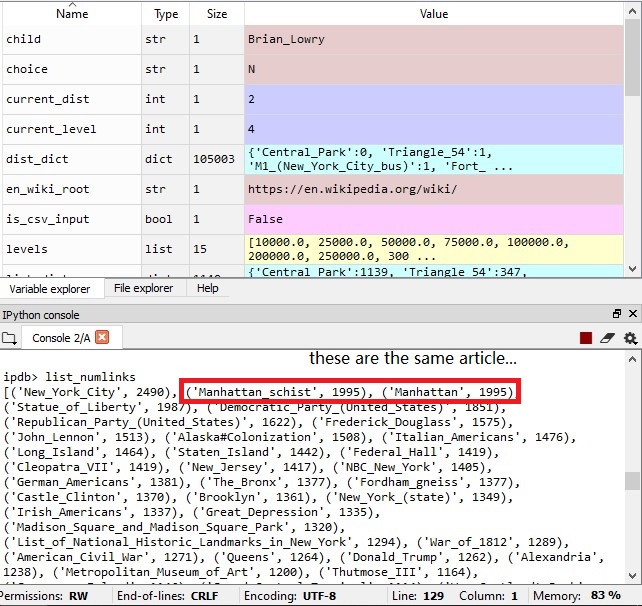 Name Type Size Value
child str 1 Brian_Lowry
choice str 1 N
current_dist int 1 2
current_level int 1 4
dist_dict dict 105003 {'Central_Park':0, 'Triangle_54':1,
'M1_(New_York_City_bus)':1, 'Fort_ ...
en_wiki_root str 1 https://en.wikipedia.org/wiki/
is_csv_input bool 1 False
levels list 15 [10000.0, 25000.0, 50000.0, 75000.0, 100000.0,
200000.0, 250000.0, 300 ...
{'Central_Park':1139, 'Triangle_54':347,
Variable explorer File explorer Help
IPython console
Console 2/A
these are the same article...
ipdb> list_numlinks
[('New_York_City', 2490), ('Manhattan_schist', 1995), ('Manhattan', 1995),
('Statue_of_Liberty', 1987), ('Democratic_Party_(United_States)', 1851),
('Republican_Party_(United_States)', 1622), ('Frederick_Douglass', 1575),
('John_Lennon', 1513), ('Alaska#Colonization', 1508), ('Italian_Americans', 1476),
('Long_Island', 1464), ('Staten_Island', 1442), ('Federal_Hall', 1419),
('Cleopatra_VII', 1419), ('New_Jersey', 1417), ('NBC_New_York', 1405),
('German_Americans', 1381), ('The_Bronx', 1377), ('Fordham_gneiss', 1377),
('Castle_Clinton', 1370), ('Brooklyn', 1361), ('New_York_(state)', 1349),
('Irish_Americans', 1337), ('Great_Depression', 1335),
('Madison_Square_and_Madison_Square_Park', 1320),
('List_of_National_Historic_Landmarks_in_New_York', 1294), ('War_of_1812', 1289),
('American_Civil_War', 1271), ('Queens', 1264), ('Donald_Trump', 1262), ('Alexandria',
1238), ('Metropolitan_Museum_of_Art', 1200), ('Thutmose_III', 1164),
Permissions: RW End-of-lines: CRLF Encoding: UTF-8 Line: 129 Column: 1 Memory: 83 %